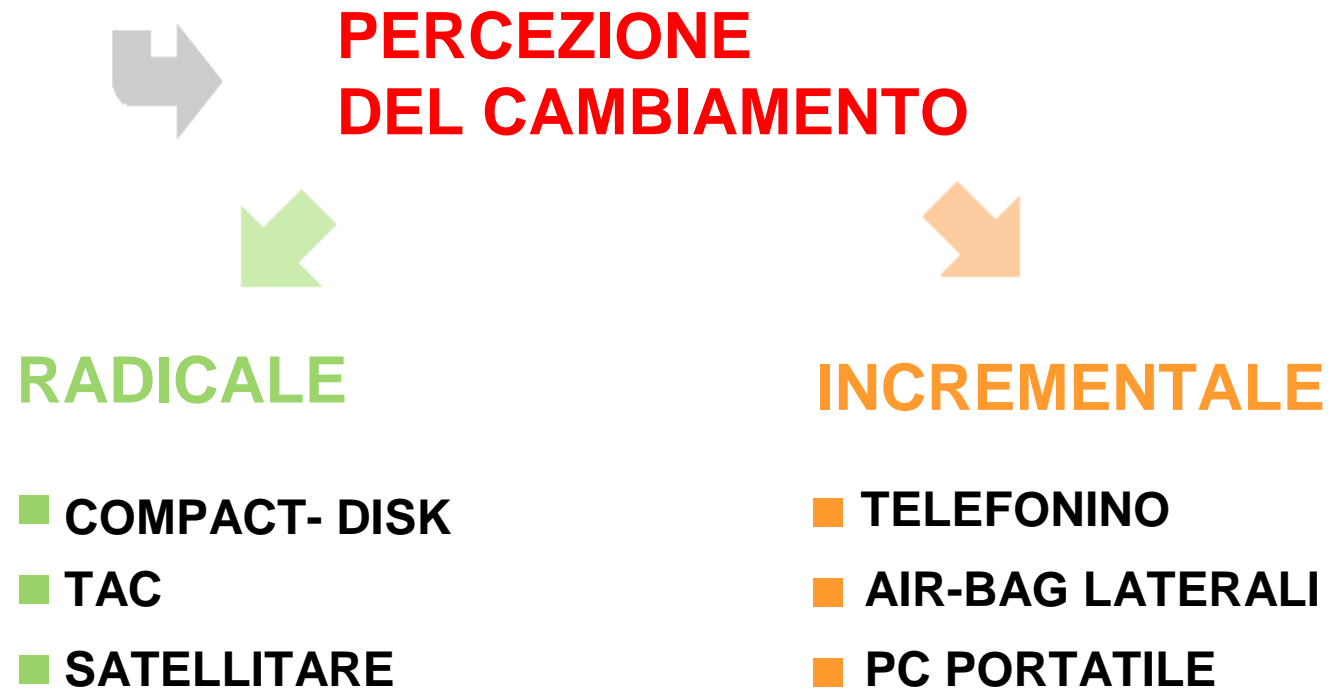 PERCEZIONE
DEL CAMBIAMENTO
RADICALE
COMPACT- DISK
TAC
SATELLITARE
INCREMENTALE
TELEFONINO
AIR-BAG LATERALI
PC PORTATILE